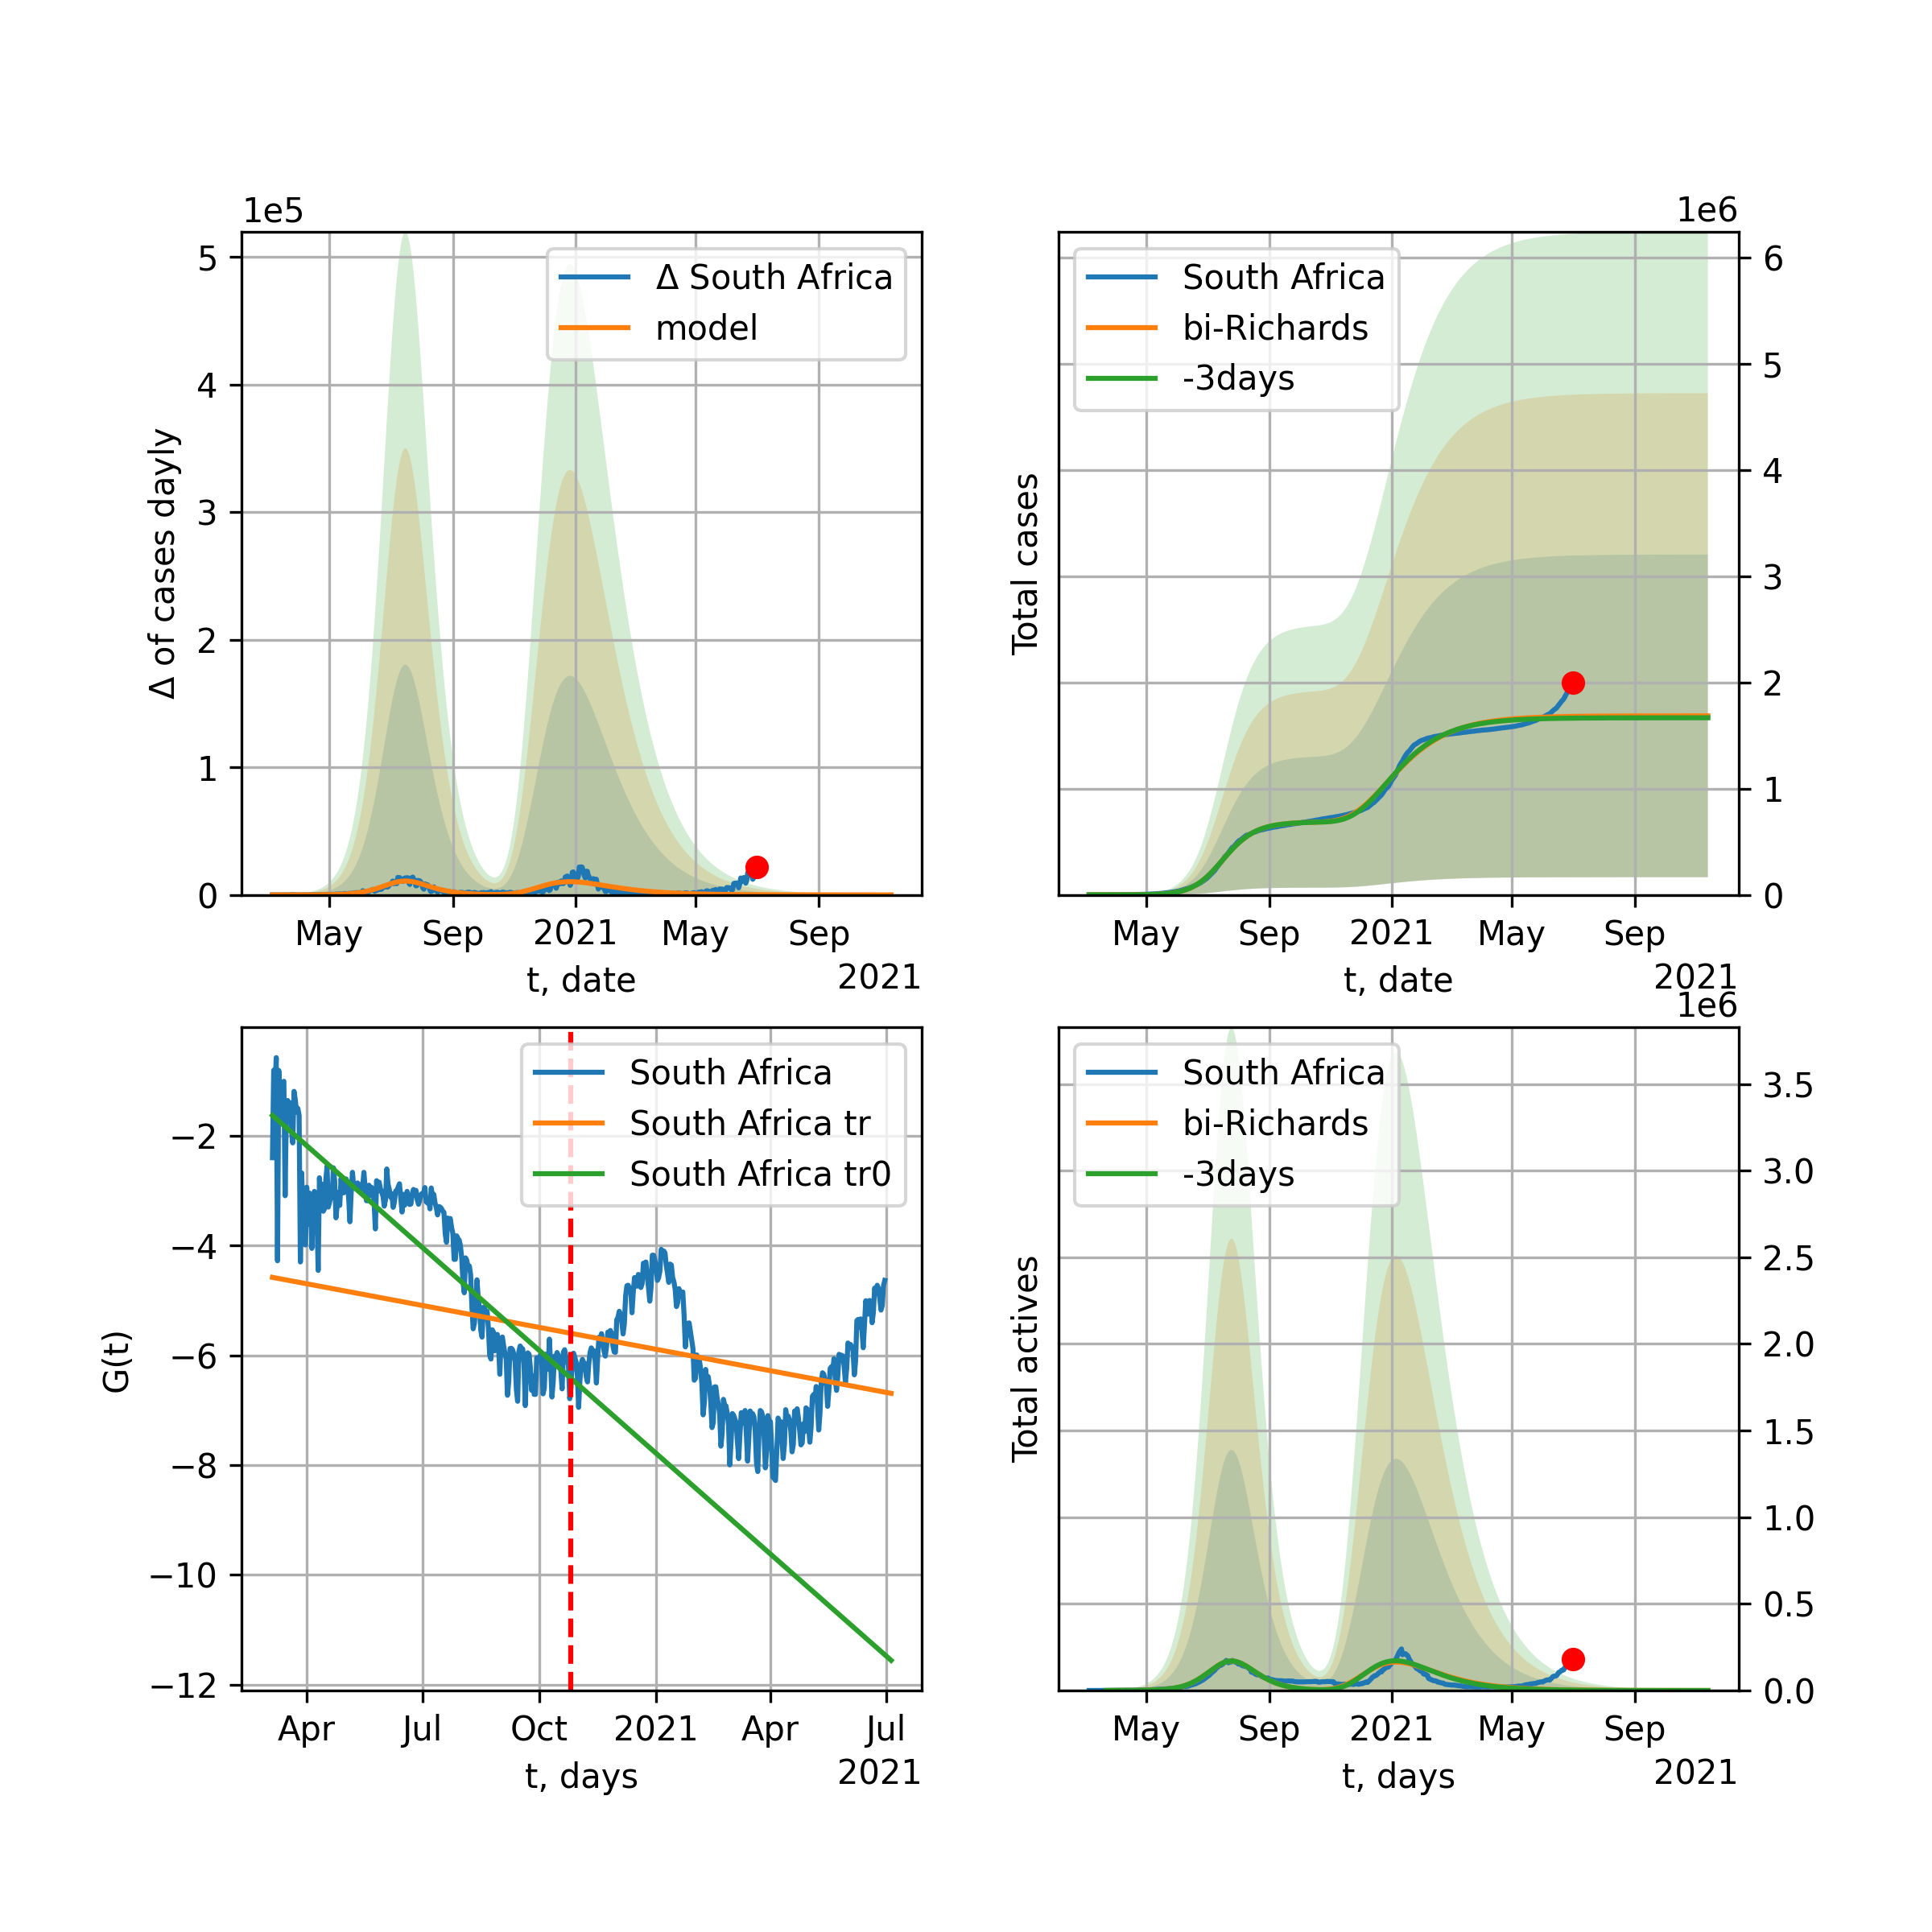 1e5
5
4
3
2
1
0
Δ of cases dayly
Δ South Africa
model
May Sep 2021 May Sep
t, date
2021
1e6
6
5
4
3
2
1
0
Total cases
South Africa
bi-Richards
-3days
May Sep 2021 May Sep
t, date
2021
−2
−4
−6
−8
−10
−12
G(t)
South Africa
South Africa tr
South Africa tr0
Apr Jul Oct 2021 Apr Jul
t, days
2021
1e6
3.5
3.0
2.5
2.0
1.5
1.0
0.5
0.0
Total actives
South Africa
bi-Richards
-3days
May Sep 2021 May Sep
t, days
2021